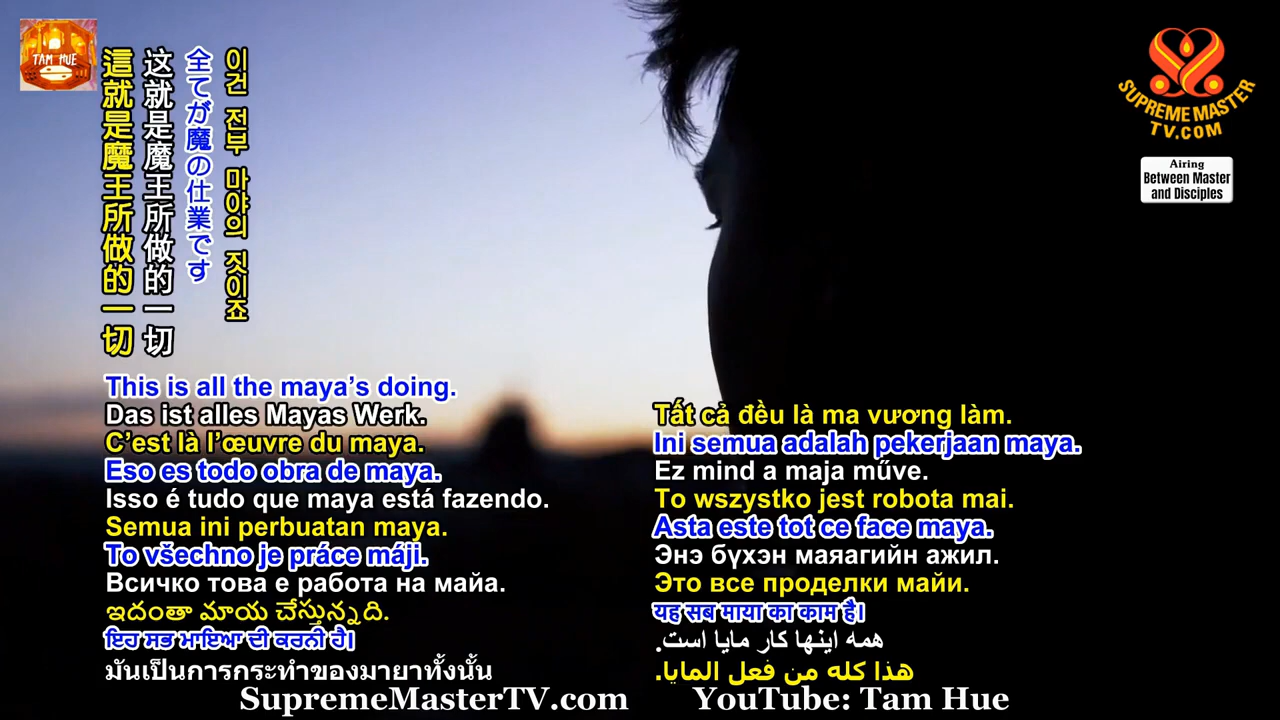 TAM HUE
這就是魔王所做的一切
这就是魔王所做的一切
全てが魔の仕業です
이건 전부 마야의 짓이죠
SUPREME MASTER
TV.COM
Airing
Between Master
and Disciples
This is all the maya’s doing.
Das ist alles Mayas Werk.
C’est là l’œuvre du maya.
Eso es todo obra de maya.
Isso é tudo que maya está fazendo.
Semua ini perbuatan maya.
To všechno je práce máji.
Всичко това е работа на майа.
ఇదంతా మాయ చేస్తున్నది.
ਇਹ ਸਭ ਮਾਇਆ ਦੀ ਕਰਨੀ ਹੈ।
มันเป็นการกระทำของมายาทั้งนั้น
Tất cả đều là ma vương làm.
Ini semua adalah pekerjaan maya.
Ez mind a maja műve.
To wszystko jest robota mai.
Asta este tot ce face maya.
Энэ бүхэн маяагийн ажил.
Это все проделки майи.
यह सब माया का काम है।
همه اینها کار مایا است.
هذا كله من فعل المايا.
SupremeMasterTV.com
YouTube: Tam Hue